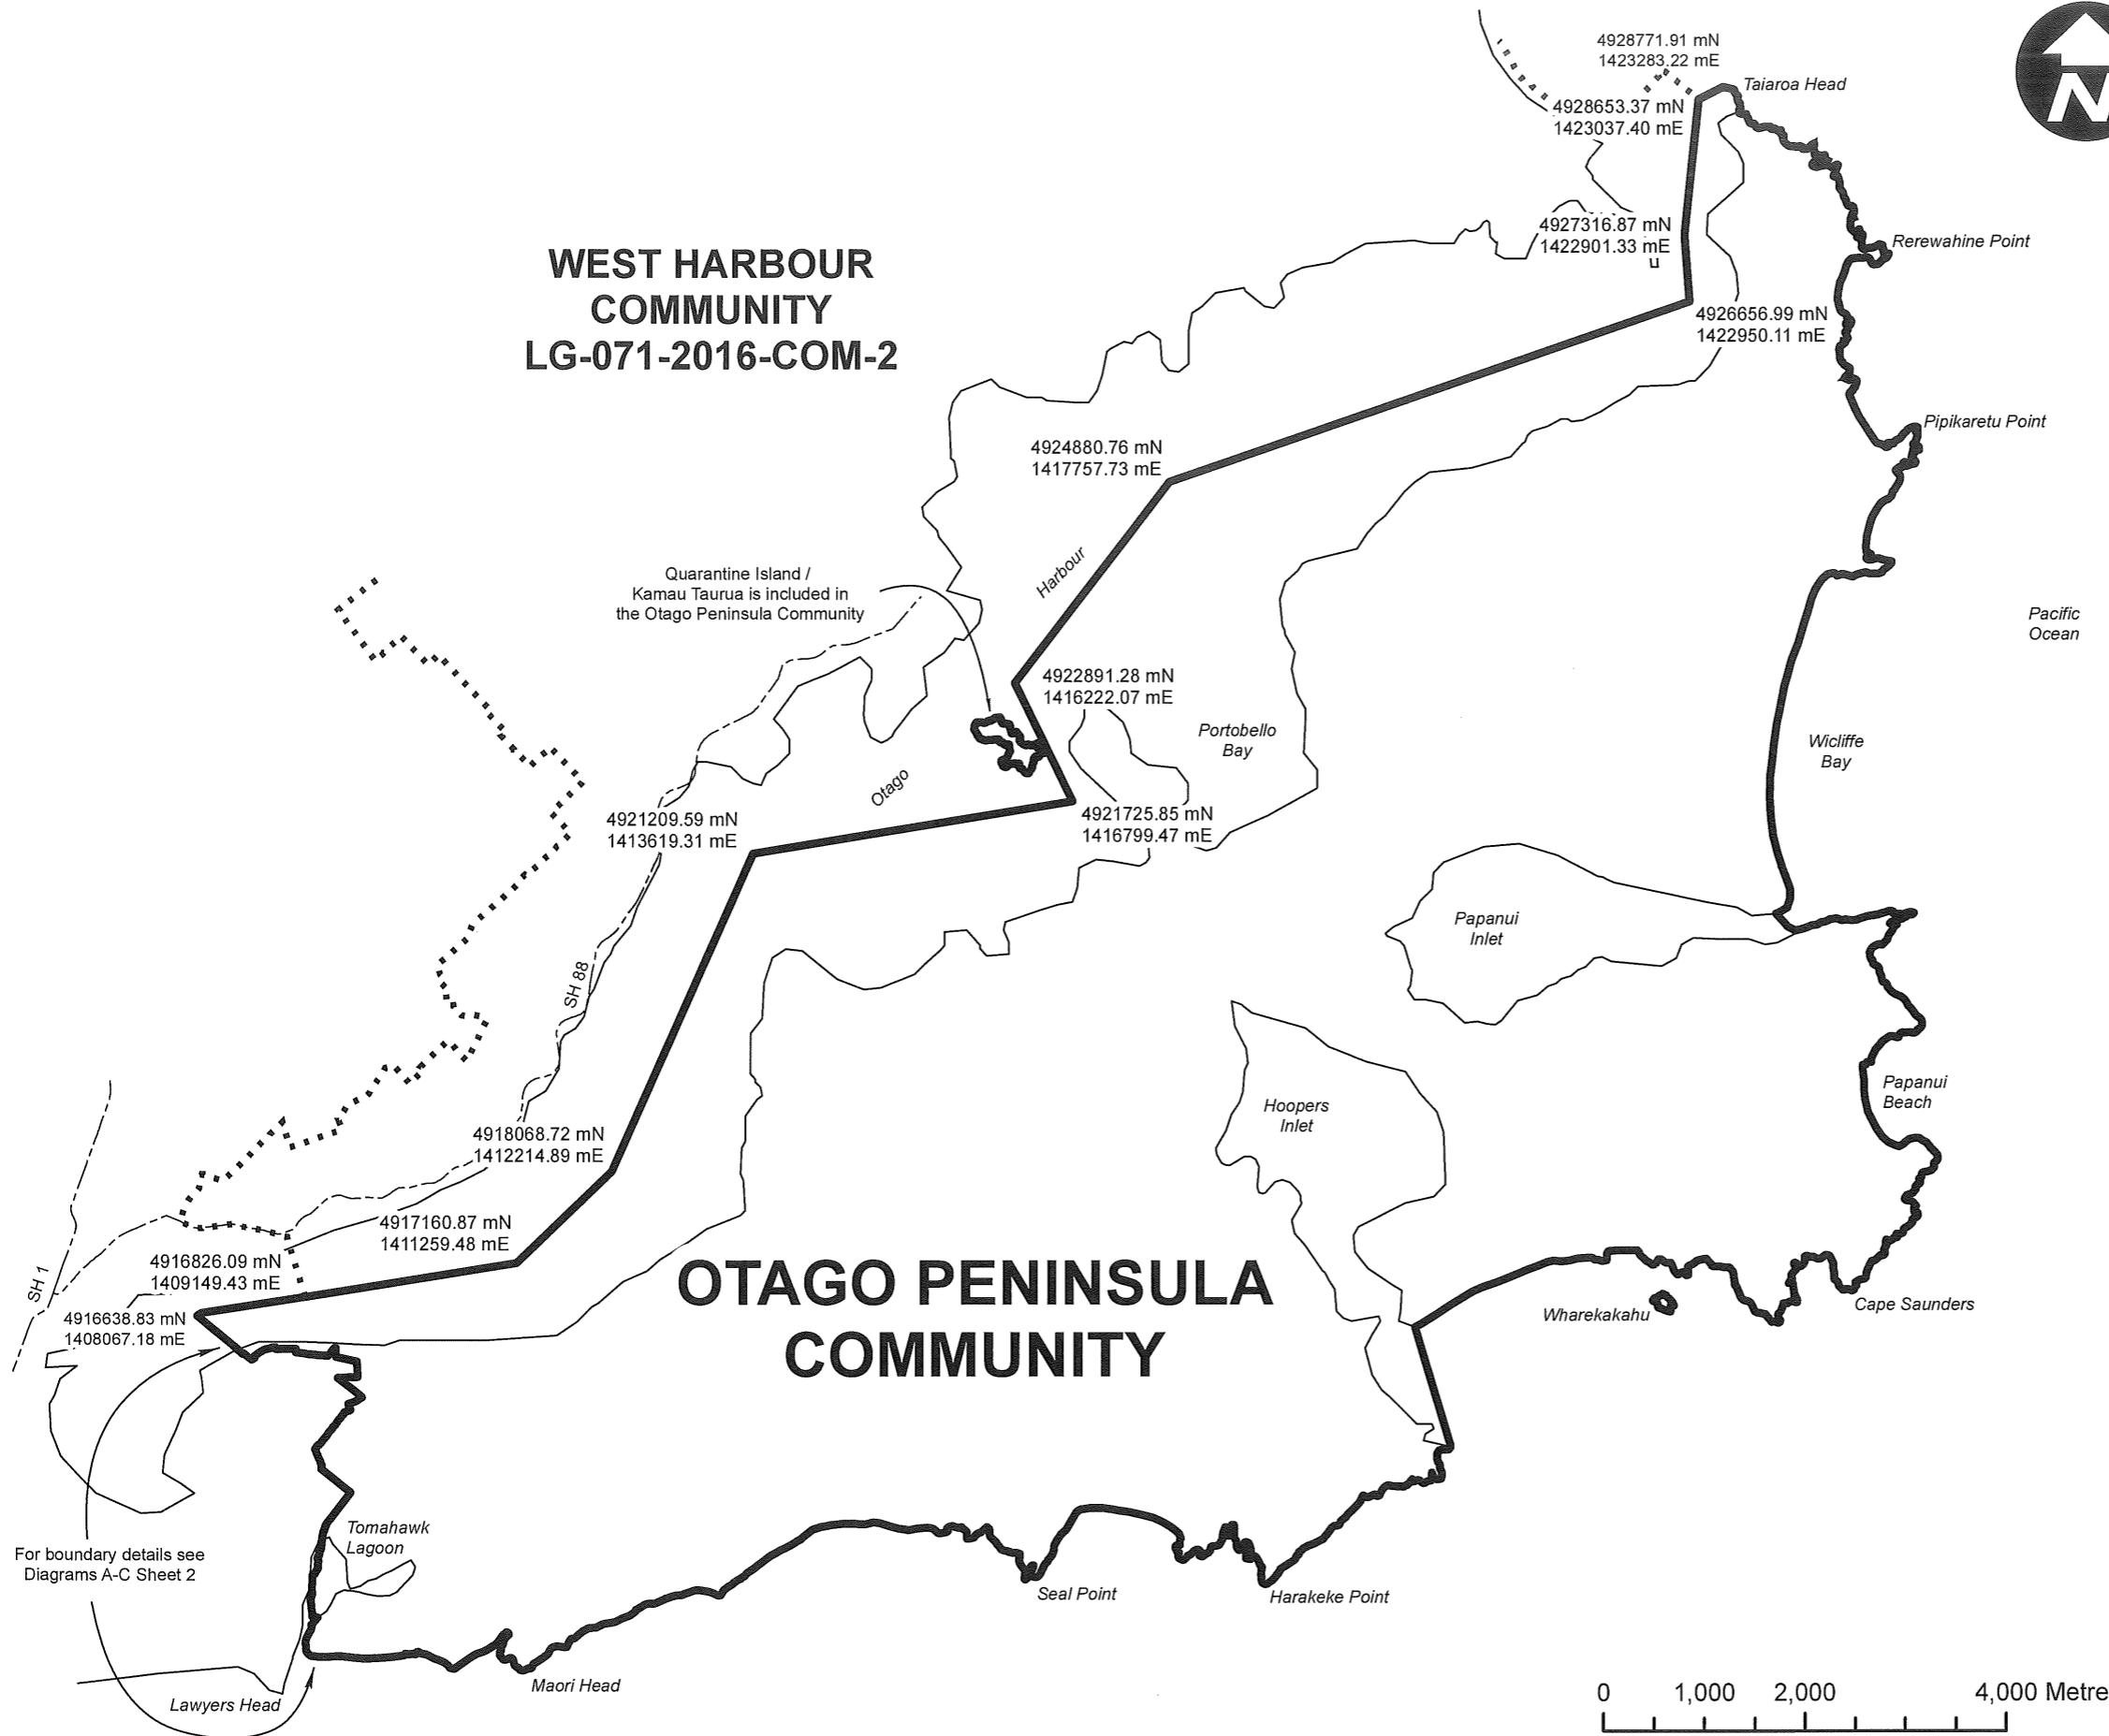 4928771.91 mN
1423283.22 mE
N
Taiaroa Head
4928653.37 mN
1423037.40 mE
4927316.87 mN
1422901.33 mE
Rerewahine Point
WEST HARBOUR
COMMUNITY
LG-071-2016-COM-2
4926656.99 mN
1422950.11 mE
Pipikaretu Point
4924880.76 mN
1417757.73 mE
Harbour
Quarantine Island /
Kamau Taurua is included in
the Otago Peninsula Community
Pacific
Ocean
4922891.28 mN
1416222.07 mE
Portobello
Bay
Wicliffe
Bay
Otago
4921209.59 mN
1413619.31 mE
4921725.85 mN
1416799.47 mE
Papanui
Inlet
SH 88
Papanui
Beach
Hoopers
Inlet
4918068.72 mN
1412214.89 mE
4917160.87 mN
1411259.48 mE
4916826.09 mN
1409149.43 mE
SH 1
4916638.83 mN
1408067.18 mE
OTAGO PENINSULA
COMMUNITY
Wharekakahu
Cape Saunders
Tomahawk
Lagoon
For boundary details see
Diagrams A-C Sheet 2
Seal Point
Harakeke Point
Maori Head
Lawyers Head
0 1,000 2,000 4,000 Metre